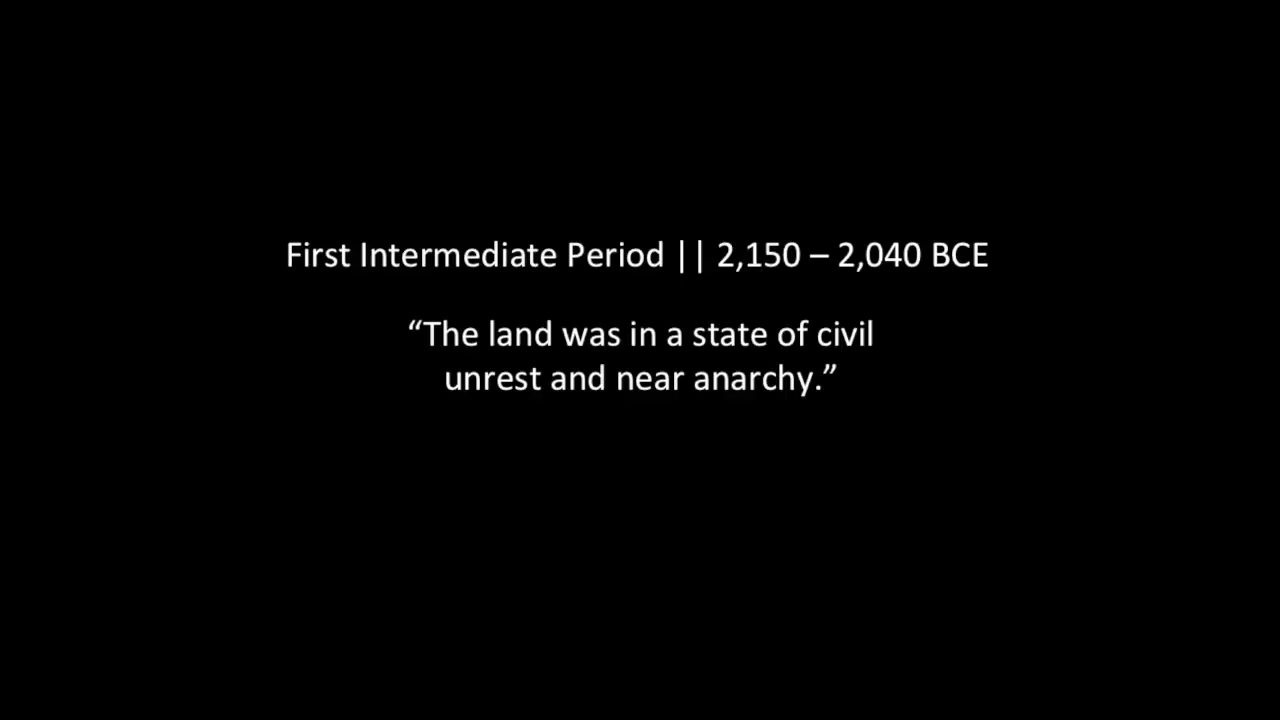 First Intermediate Period || 2,150 – 2,040 BCE
“The land was in a state of civil
unrest and near anarchy.”